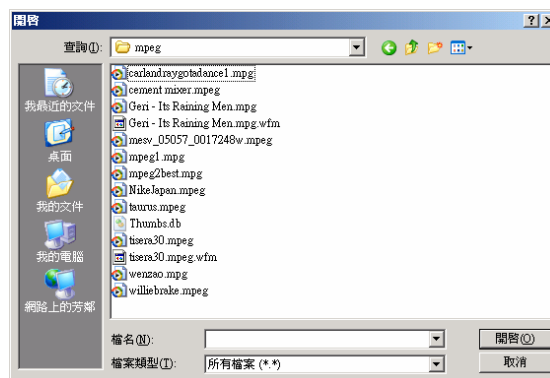 開啓
查詢(I):
mpeg
我最近的文件
桌面
我的文件
我的電腦
網路上的芳鄰
carlandraygotadance1.mpg
cement mixer.mpeg
Geri - Its Raining Men.mpg
Geri - Its Raining Men.mpg.wfm
mesv_05057_0017248w.mpeg
mpeg1.mpg
mpeg2best.mpg
NikeJapan.mpeg
taurus.mpeg
Thumbs.db
tisera30.mpeg
tisera30.mpeg.wfm
wenzao.mpg
williebrake.mpeg
檔名(N):
開啓(O)
檔案類型(T):
所有檔案 (*.*)
取消